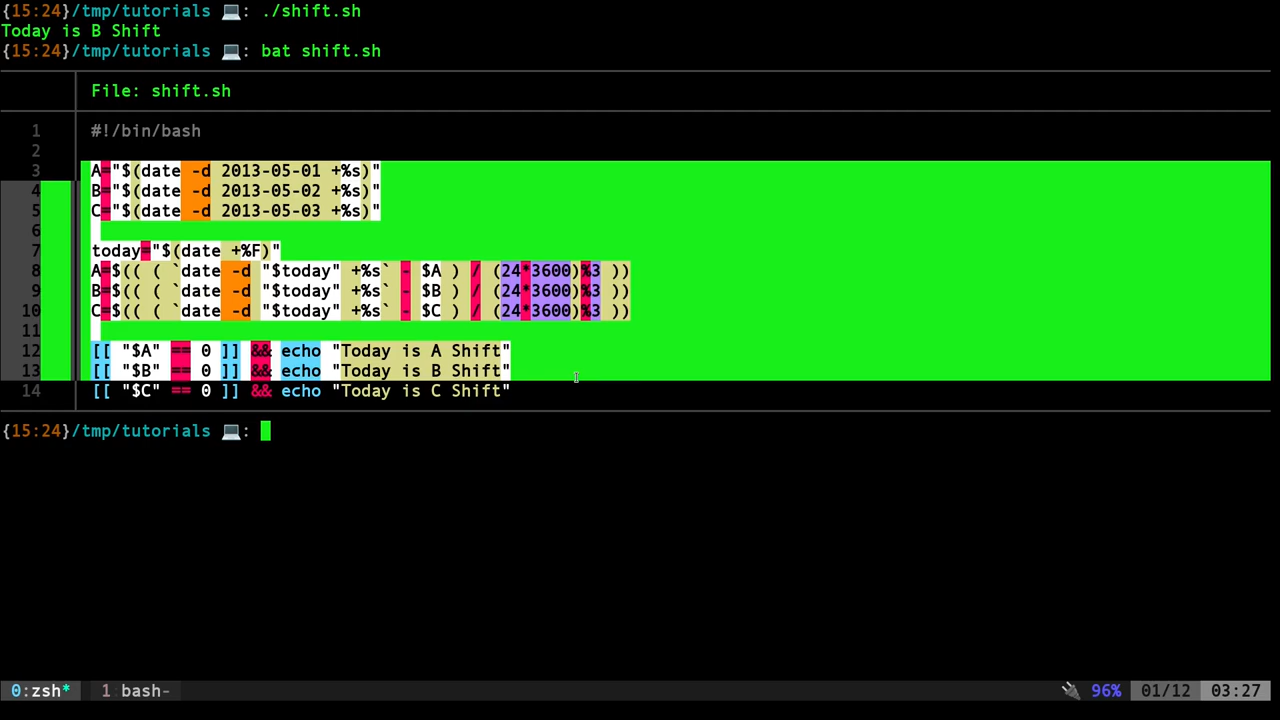 {15:24}/tmp/tutorials 💻: ./shift.sh
Today is B Shift
{15:24}/tmp/tutorials 💻: bat shift.sh
File: shift.sh
1 #!/bin/bash
2
3 A="$(date -d 2013-05-01 +%s)"
4 B="$(date -d 2013-05-02 +%s)"
5 C="$(date -d 2013-05-03 +%s)"
6
7 today="$(date +%F)"
8 A=$(( ( `date -d "$today" +%s` - $A ) / (24*3600)%3 ))
9 B=$(( ( `date -d "$today" +%s` - $B ) / (24*3600)%3 ))
10 C=$(( ( `date -d "$today" +%s` - $C ) / (24*3600)%3 ))
11
12 [[ "$A" == 0 ]] && echo "Today is A Shift"
13 [[ "$B" == 0 ]] && echo "Today is B Shift"
14 [[ "$C" == 0 ]] && echo "Today is C Shift"
{15:24}/tmp/tutorials 💻:
0:zsh* 1 bash- 🔌 96% 01/12 03:27